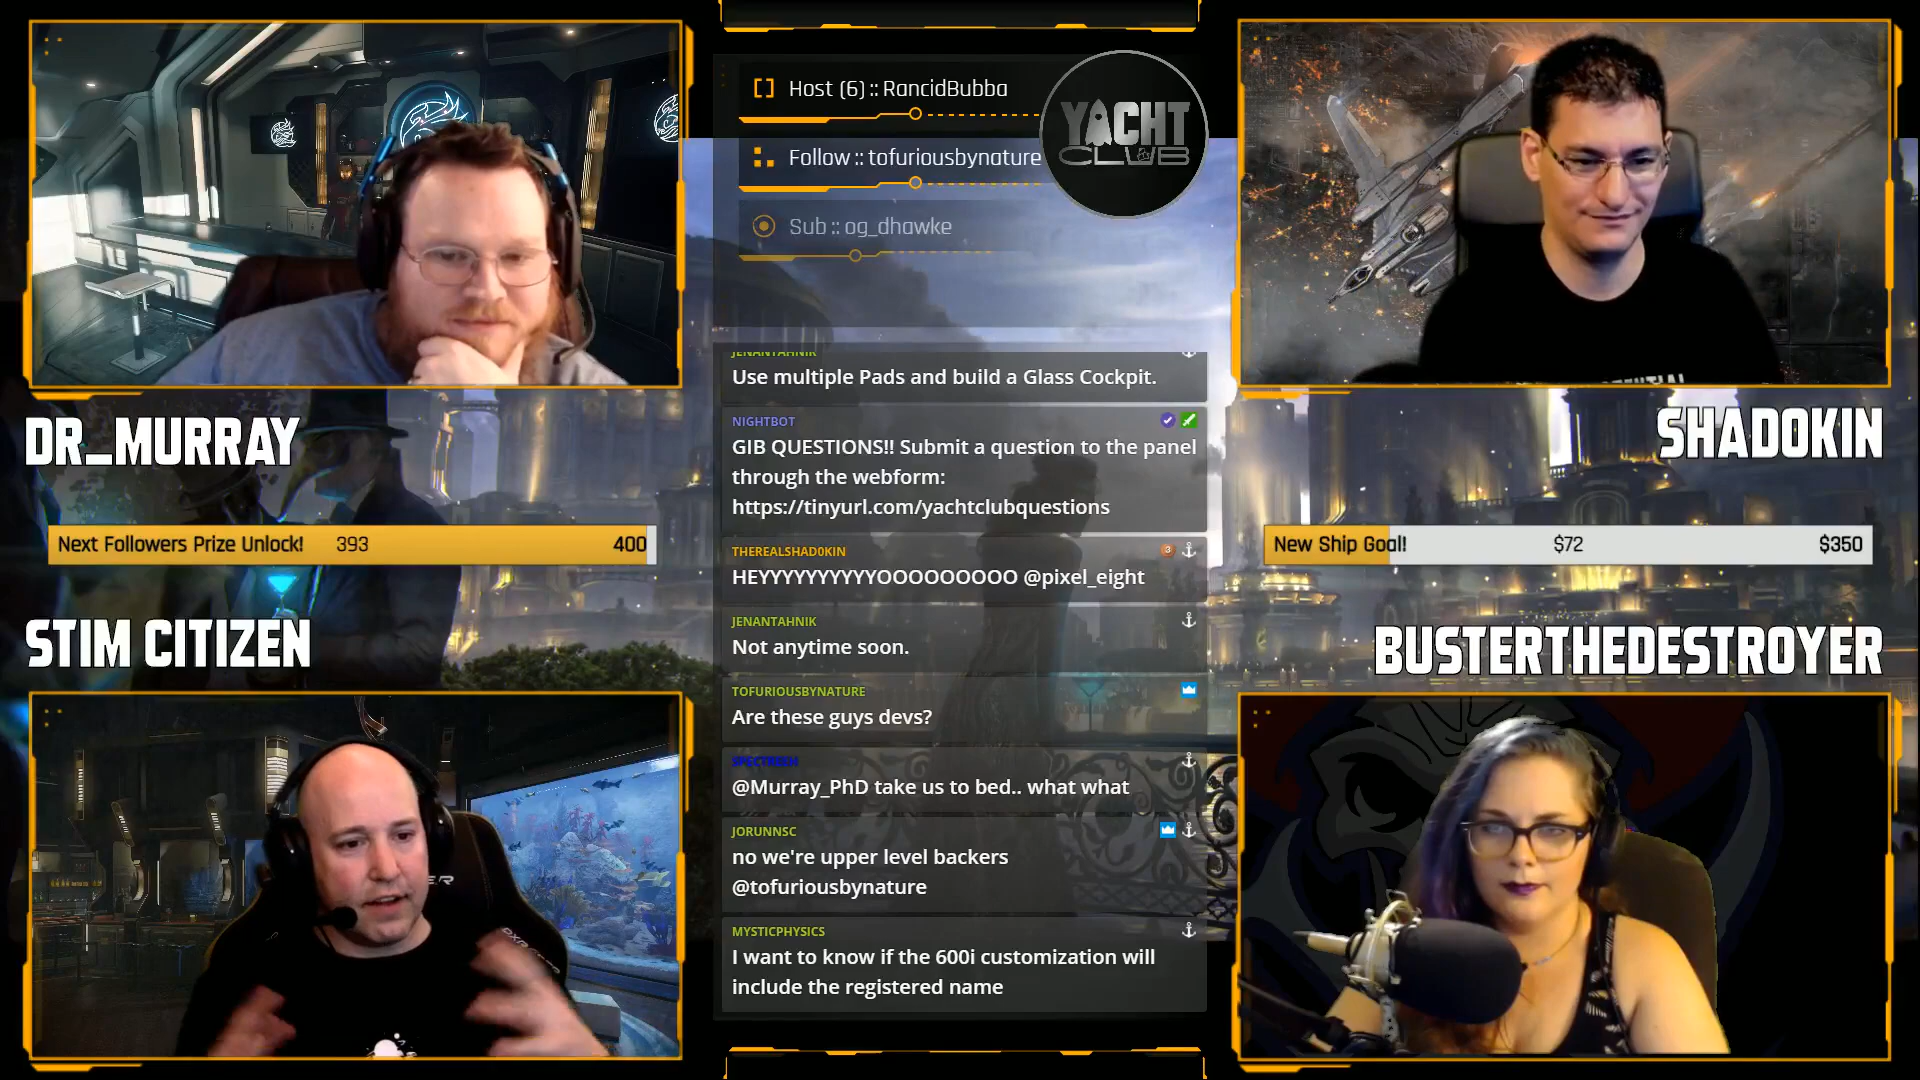 Host (6) :: RancidBubba
Follow :: tofuriousbynature
Sub :: og_dhawke
YACHT
CLUB
DR_MURRAY
Next Followers Prize Unlock! 393 400
STIM CITIZEN
JENANTAHNIK
Use multiple Pads and build a Glass Cockpit.
NIGHTBOT
GIB QUESTIONS!! Submit a question to the panel
through the webform:
https://tinyurl.com/yachtclubquestions
THEREALSHAD0KIN
3
HEYYYYYYYYYYOOOOOOOOO @pixel_eight
JENANTAHNIK
Not anytime soon.
TOFURIOUSBYNATURE
Are these guys devs?
@Murray_PhD take us to bed.. what what
JORUNNSC
no we're upper level backers
@tofuriousbynature
MYSTICPHYSICS
I want to know if the 600i customization will
include the registered name
SHADOKIN
New Ship Goal! $72 $350
BUSTERTHEDESTROYER